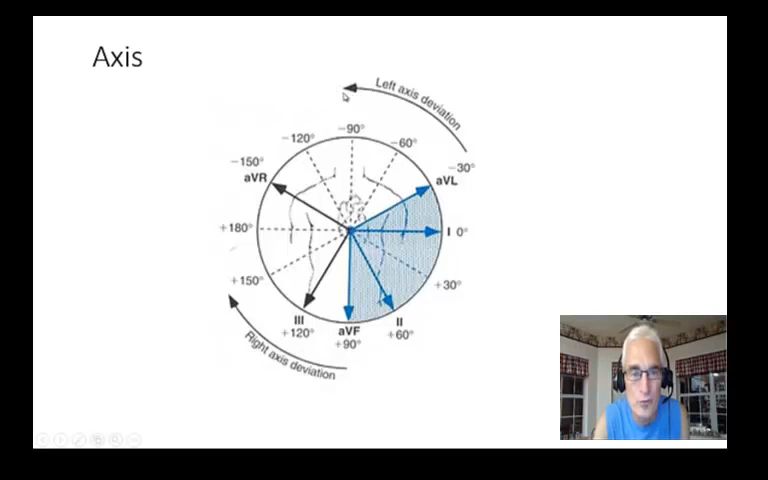 Axis
Left axis deviation
−90°
−120°
−60°
−150°
aVR
−30°
aVL
+180°
I 0°
+150°
+30°
III
+120°
aVF
+90°
II
+60°
Right axis deviation